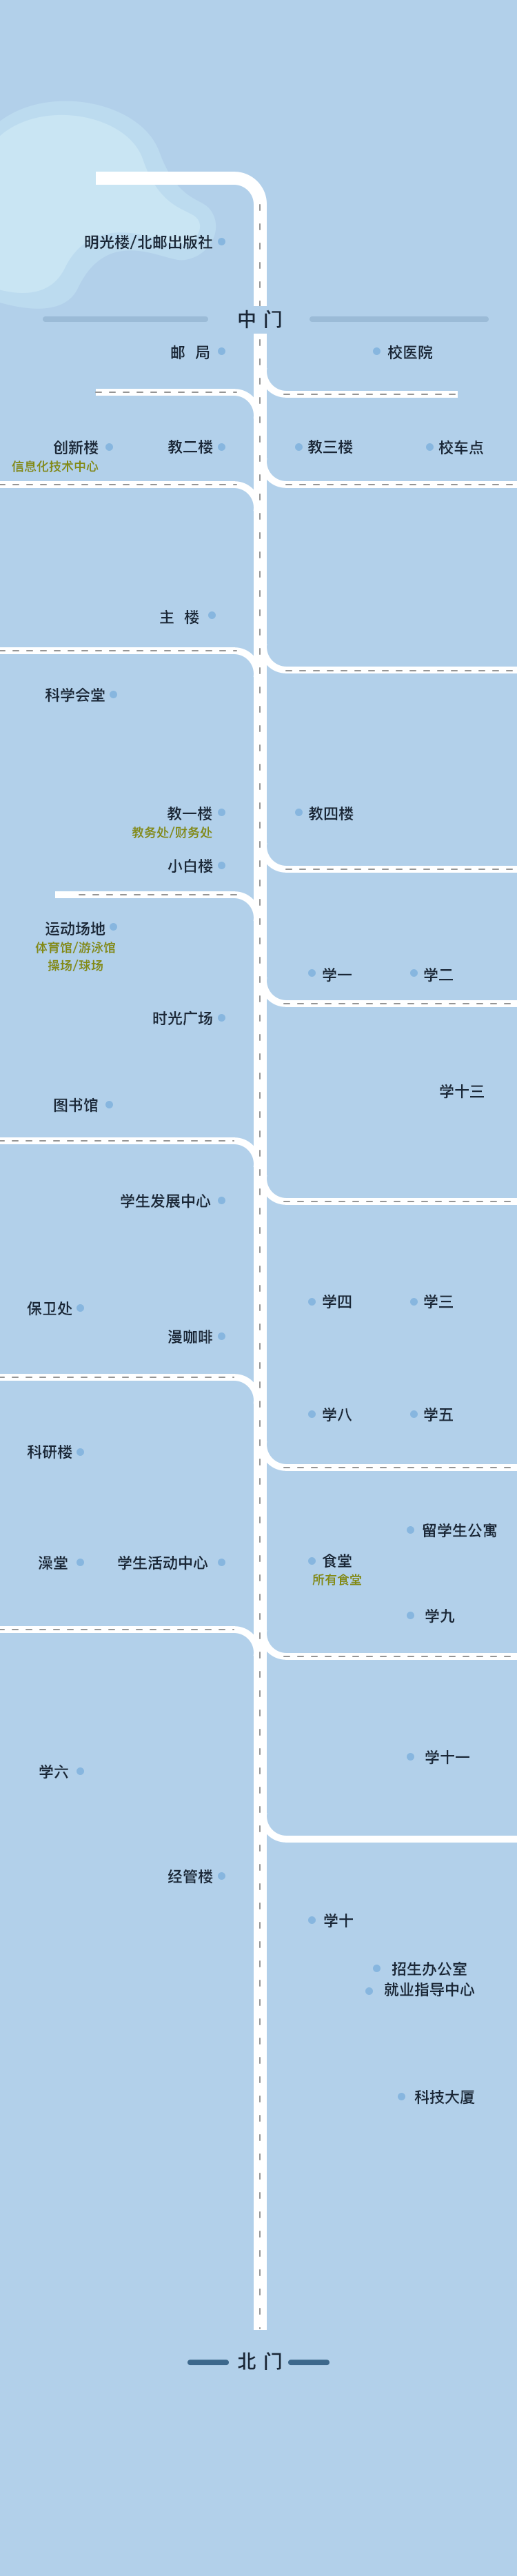 明光楼/北邮出版社
中 门
邮 局
校医院
创新楼
教二楼
教三楼
校车点
信息化技术中心
主 楼
科学会堂
教一楼
教四楼
教务处/财务处
小白楼
运动场地
体育馆/游泳馆
操场/球场
学一
学二
时光广场
学十三
图书馆
学生发展中心
学四
学三
保卫处
漫咖啡
学八
学五
科研楼
留学生公寓
澡堂
学生活动中心
食堂
所有食堂
学九
学十一
学六
经管楼
学十
招生办公室
就业指导中心
科技大厦
北 门